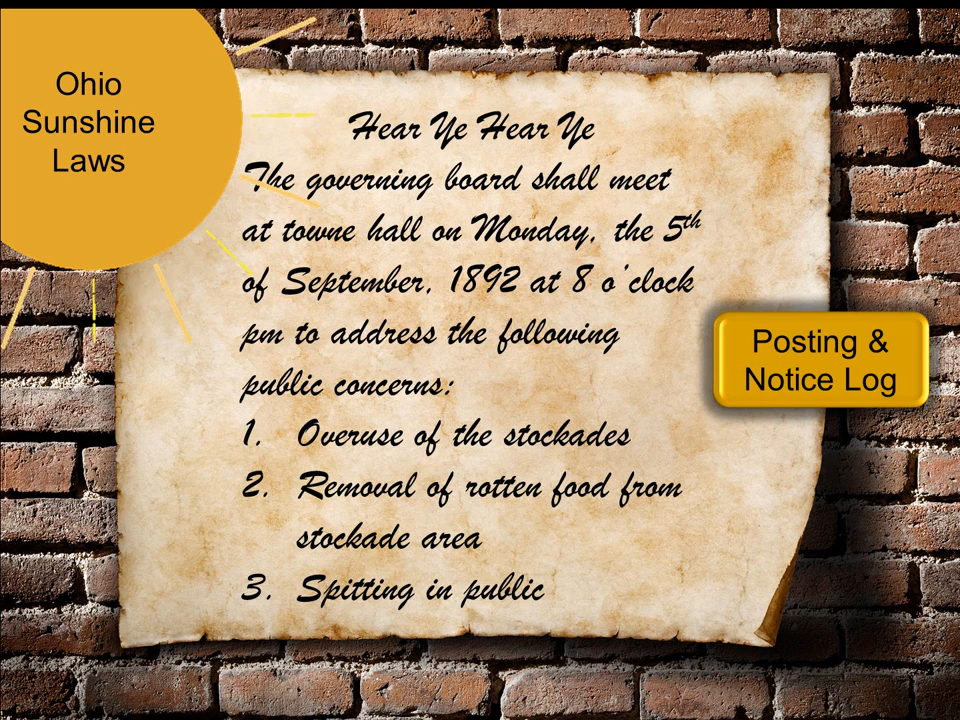 Ohio
Sunshine
Laws
Hear Ye Hear Ye
The governing board shall meet
at towne hall on Monday, the 5th
of September, 1892 at 8 o'clock
pm to address the following
public concerns:
1. Overuse of the stockades
2. Removal of rotten food from
stockade area
3. Spitting in public
Posting &
Notice Log